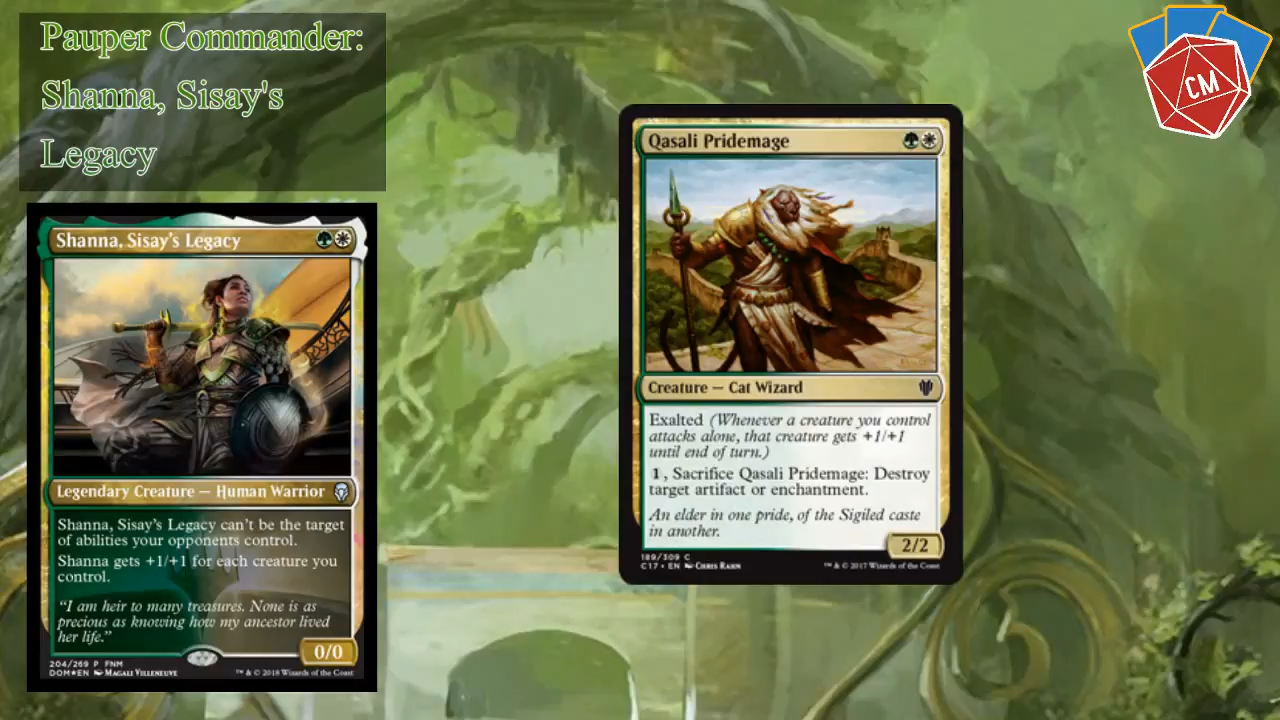 Pauper Commander:
Shanna, Sisay's
Legacy
CM
Shanna, Sisay's Legacy
Legendary Creature — Human Warrior
Shanna, Sisay's Legacy can't be the target
of abilities your opponents control.
Shanna gets +1/+1 for each creature you
control.
"I am heir to many treasures. None is as
precious as knowing how my ancestor lived
her life."
0/0
204/269 P FNM
DOM★EN Magali Villeneuve
™ & © 2018 Wizards of the Coast
Qasali Pridemage
Creature — Cat Wizard
Exalted (Whenever a creature you control
attacks alone, that creature gets +1/+1
until end of turn.)
1, Sacrifice Qasali Pridemage: Destroy
target artifact or enchantment.
An elder in one pride, of the Sigiled caste
in another.
2/2
189/309 C
C17 • EN Chris Rahn
™ & © 2017 Wizards of the Coast